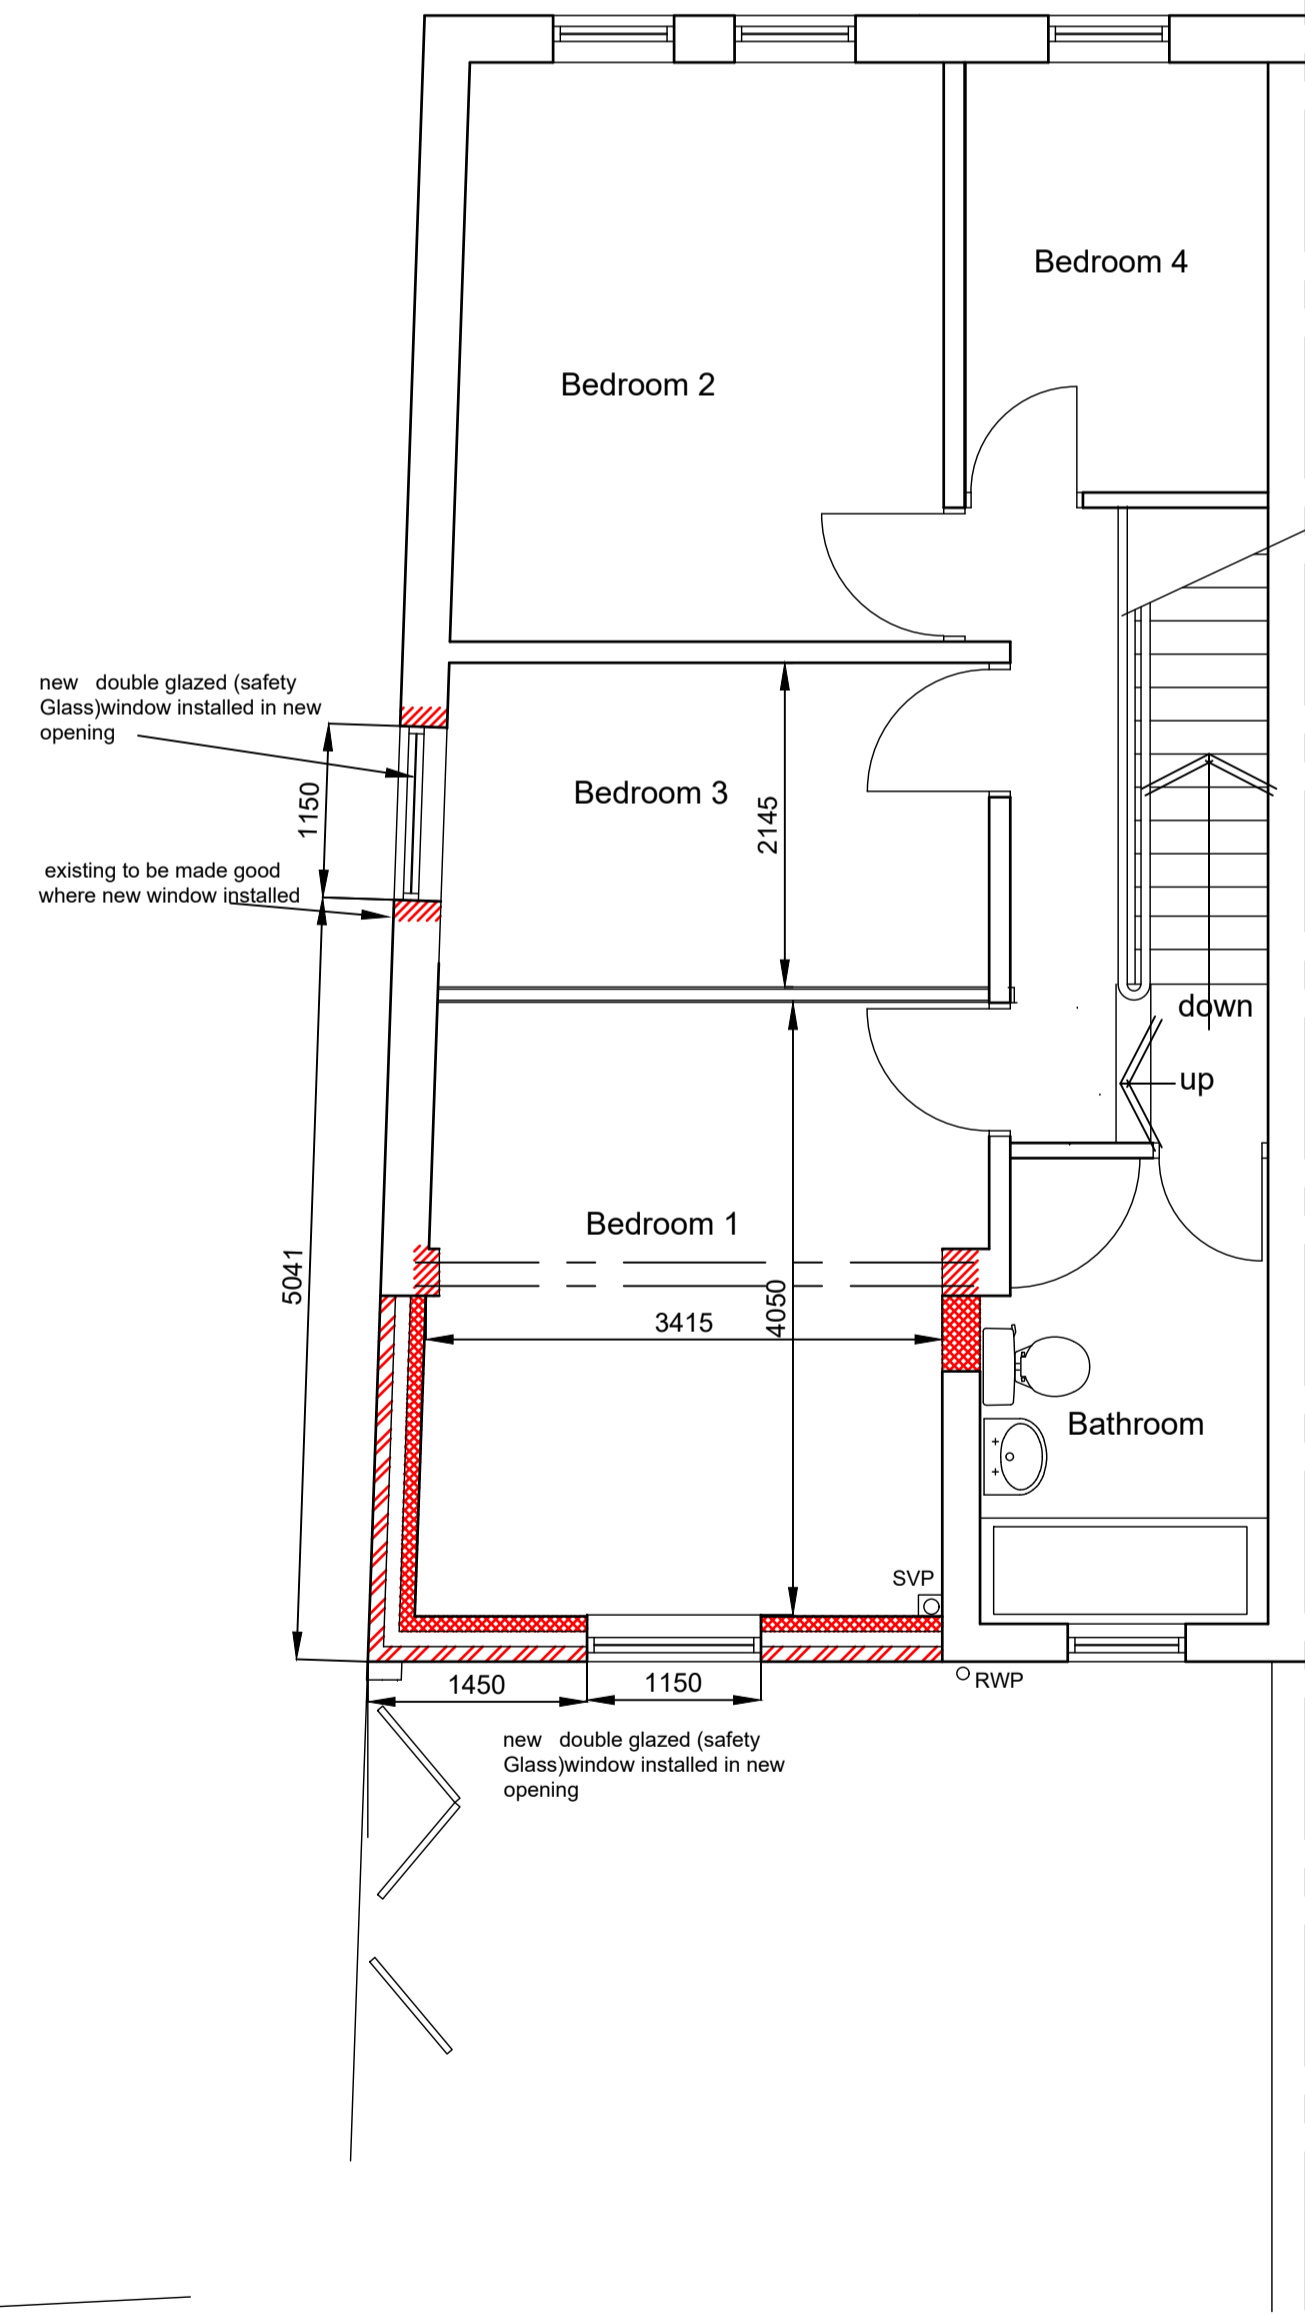 Bedroom 4
Bedroom 2
new double glazed (safety
Glass)window installed in new
opening
1150
Bedroom 3
2145
existing to be made good
where new window installed
down
up
Bedroom 1
5041
4050
3415
Bathroom
SVP
RWP
1450
1150
new double glazed (safety
Glass)window installed in new
opening